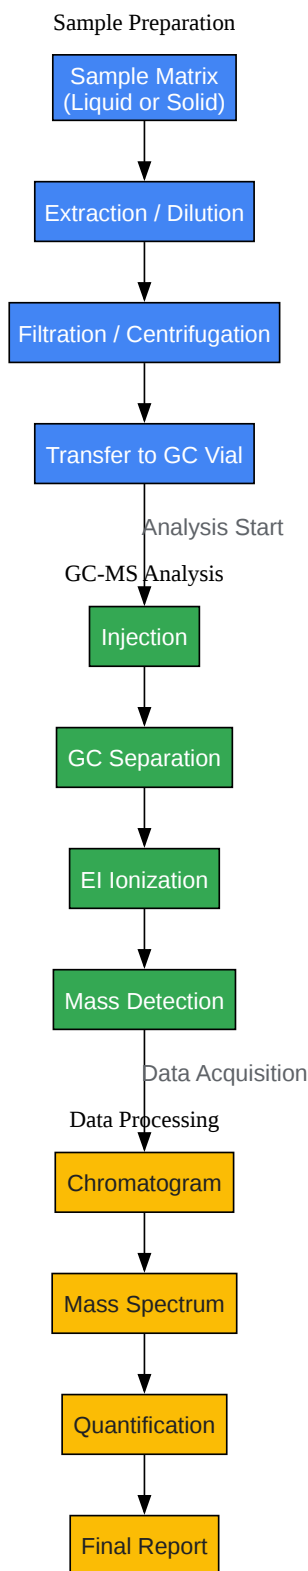 Sample Preparation
Sample Matrix
(Liquid or Solid)
Extraction / Dilution
Filtration / Centrifugation
Transfer to GC Vial
Analysis Start
GC-MS Analysis
Injection
GC Separation
EI Ionization
Mass Detection
Data Acquisition
Data Processing
Chromatogram
Mass Spectrum
Quantification
Final Report